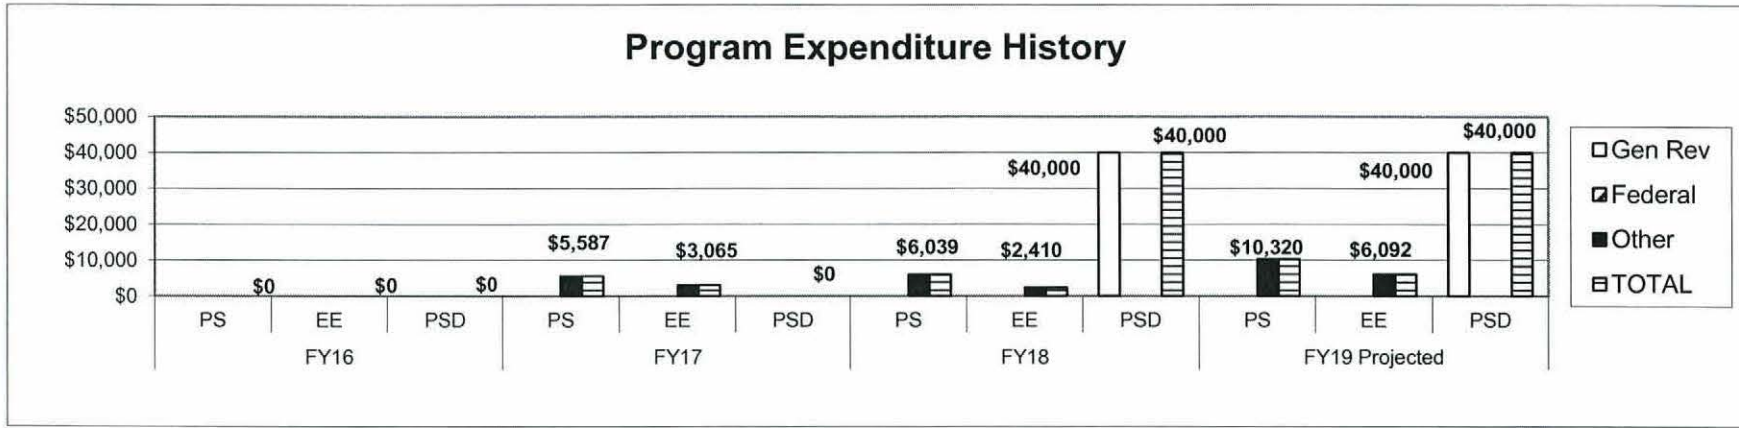 Program Expenditure History
$50,000
$40,000
$30,000
$20,000
$10,000
$0
$0
$0
$0
$5,587
$3,065
$0
$6,039
$2,410
$40,000
$40,000
$10,320
$6,092
$40,000
$40,000
PS EE PSD PS EE PSD PS EE PSD PS EE PSD
FY16 FY17 FY18 FY19 Projected
Gen Rev
Federal
Other
TOTAL